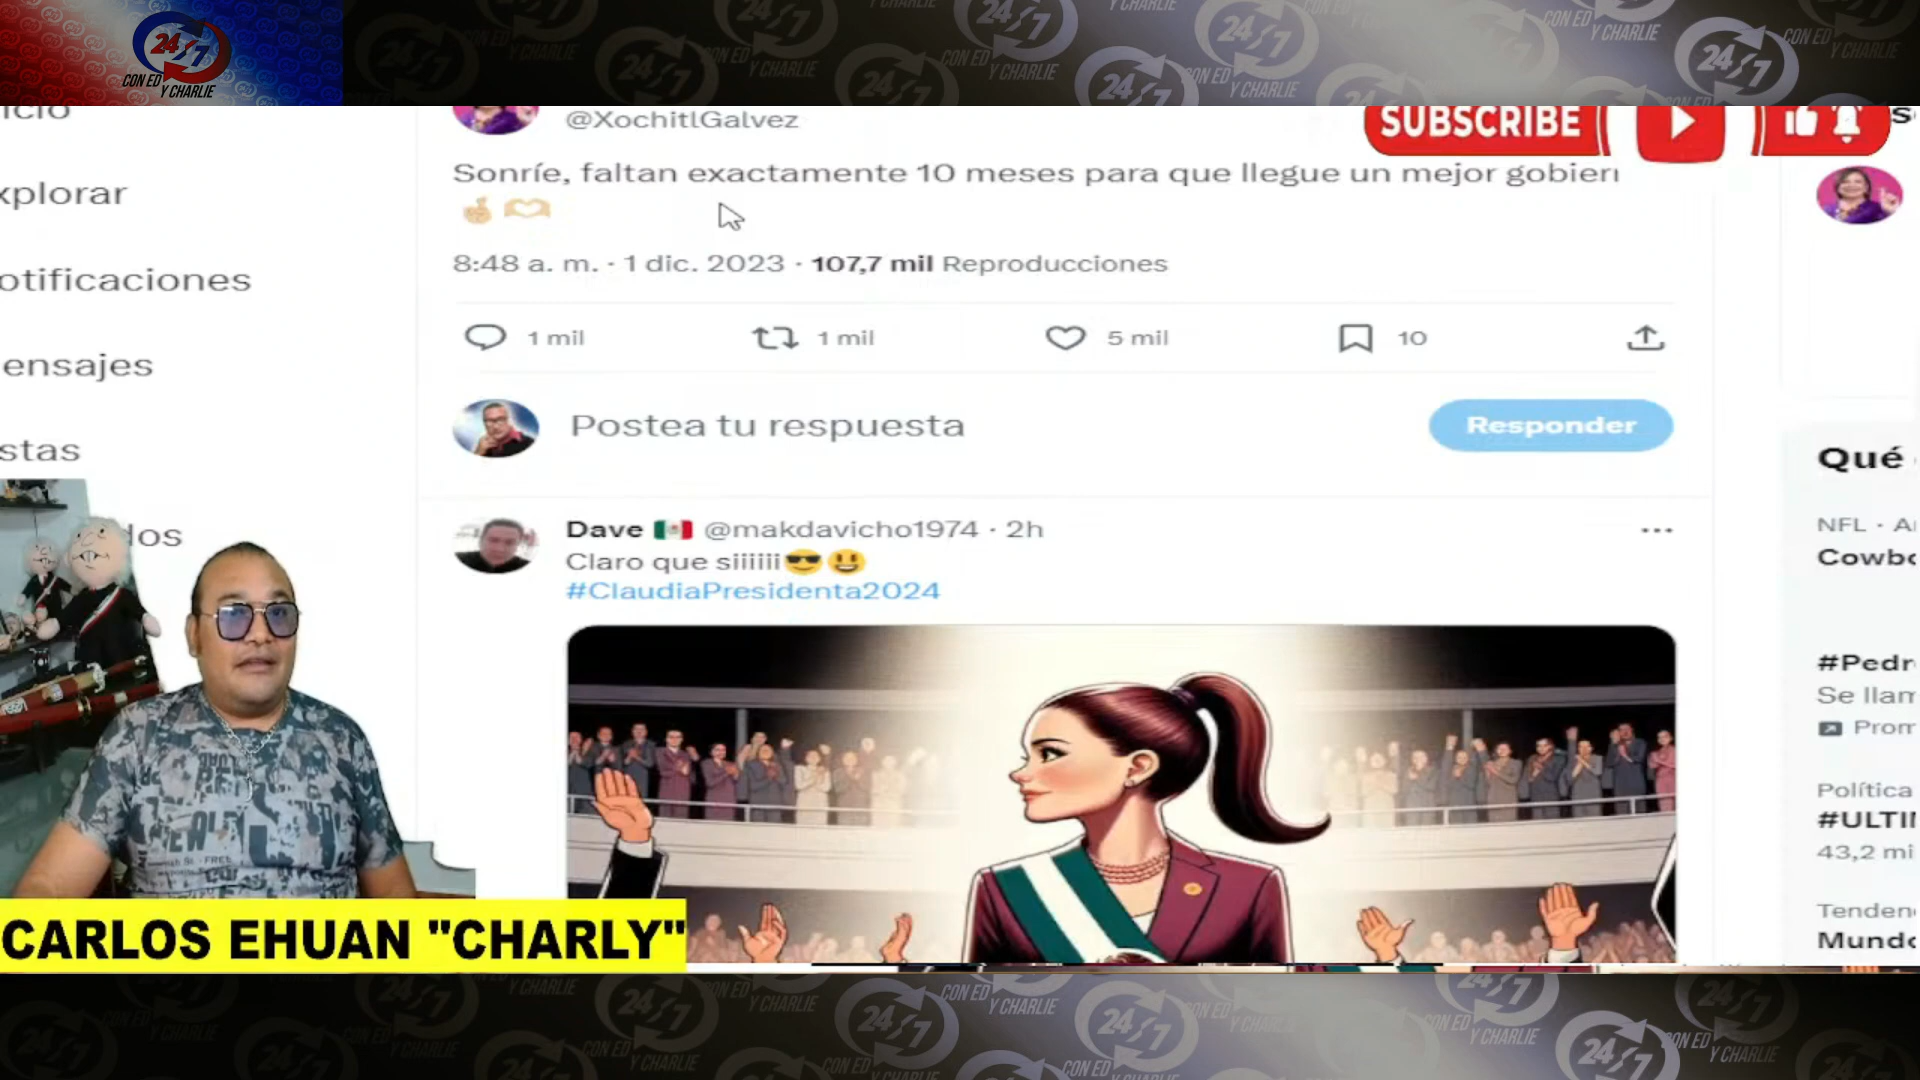 24/7
CON ED
Y CHARLIE
SUBSCRIBE
@XochitlGalvez
Sonríe, faltan exactamente 10 meses para que llegue un mejor
8:48 a. m. · 1 dic. 2023 · 107,7 mil Reproducciones
1 mil
1 mil
5 mil
10
xplorar
otificaciones
ensajes
stas
dos
Postea tu respuesta
Responder
Dave @makdavicho1974 · 2h
Claro que siiiiii
#ClaudiaPresidenta2024
Qué
NFL ·
Cowbo
#Pedr
Se llam
Prom
Política
#ULTI
43,2 mi
Tenden
Mundo
CARLOS EHUAN "CHARLY"